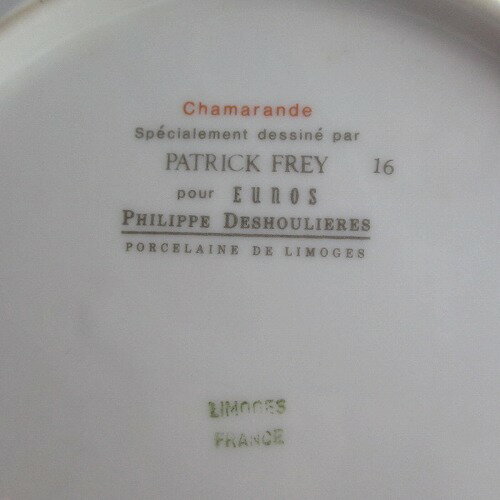 Chamarande
Spécialement dessiné par
PATRICK FREY 16
pour EUNOS
PHILIPPE DESHOULIERES
PORCELAINE DE LIMOGES
LIMOGES
FRANCE